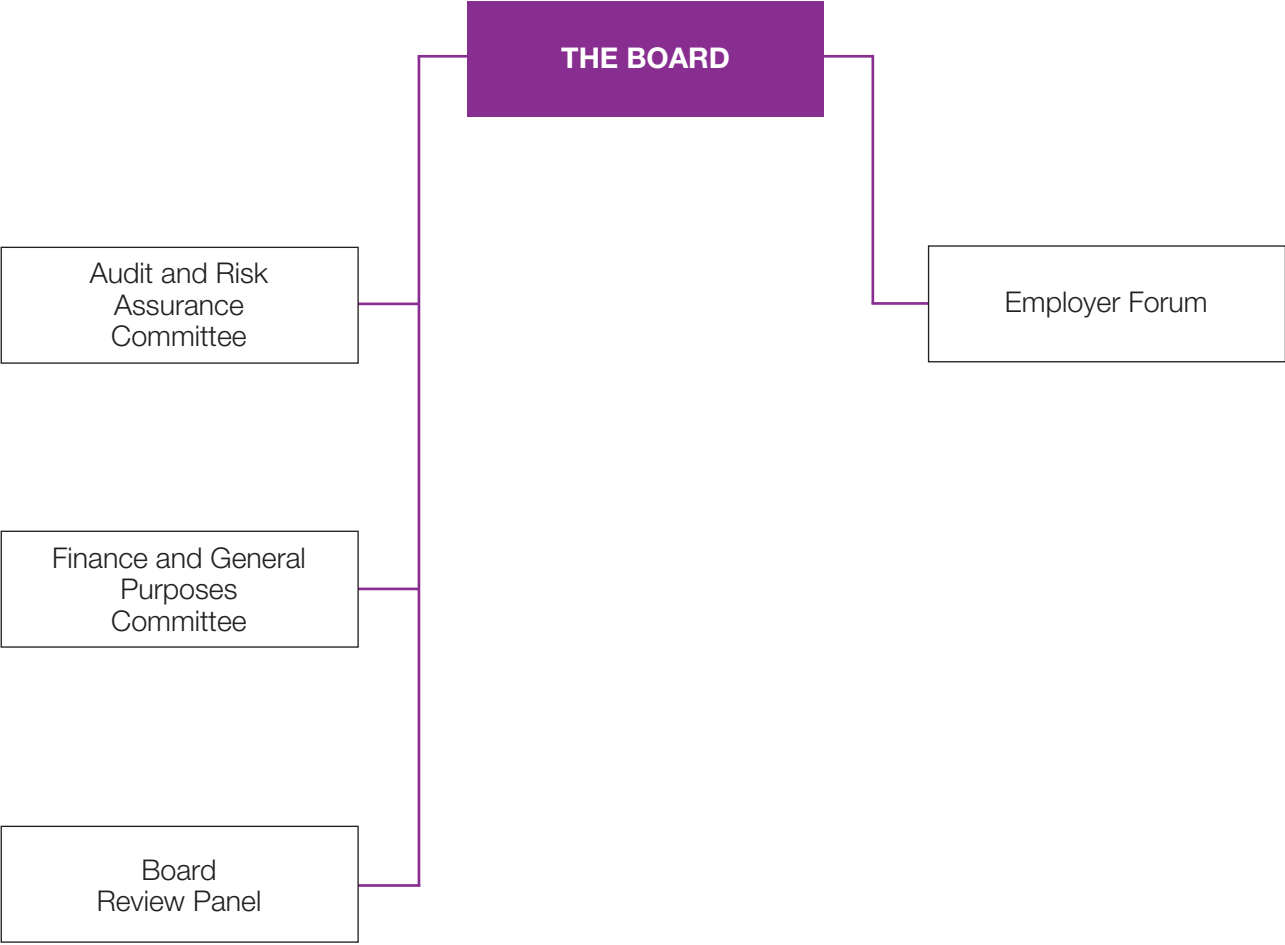 THE BOARD
Audit and Risk
Assurance
Committee
Employer Forum
Finance and General
Purposes
Committee
Board
Review Panel